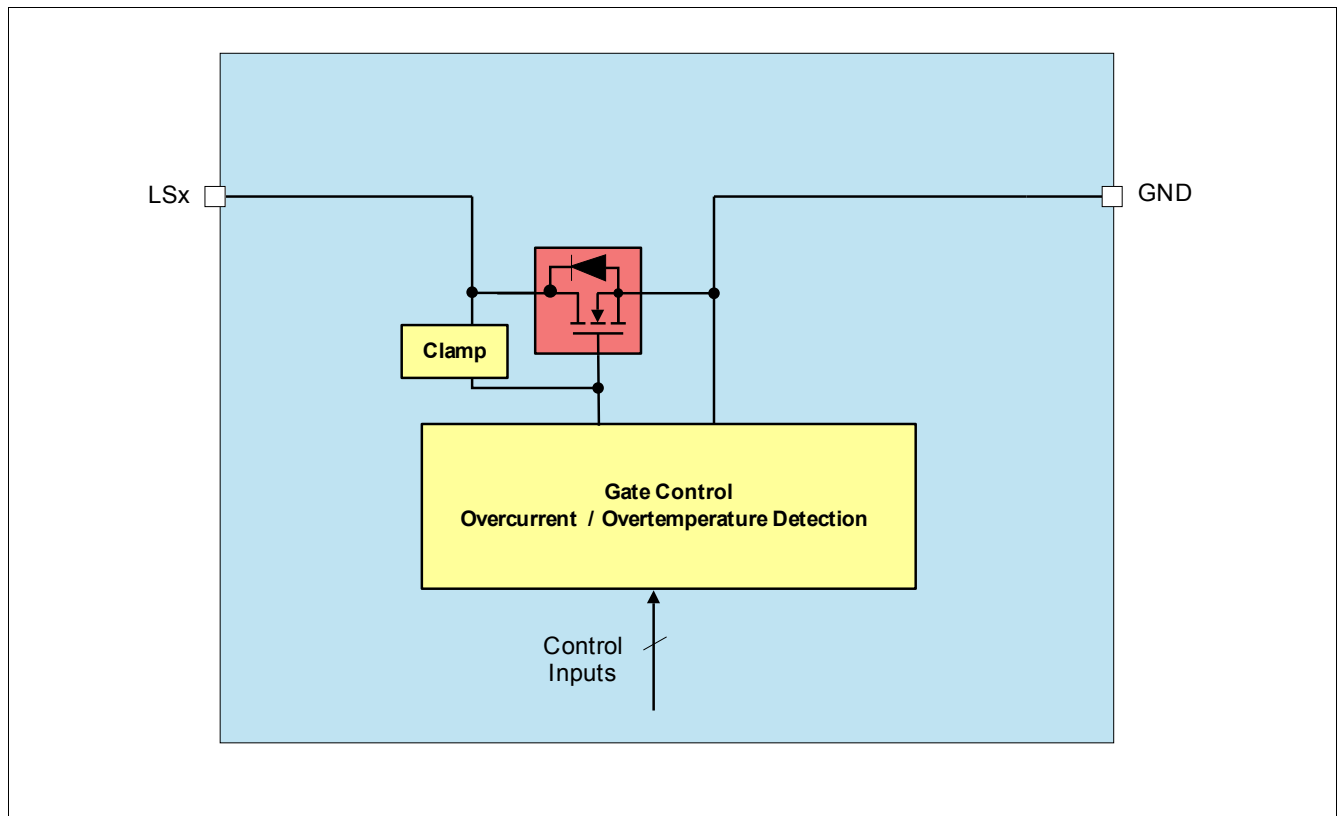 LSx
GND
Clamp
Gate Control
Overcurrent / Overtemperature Detection
Control
Inputs